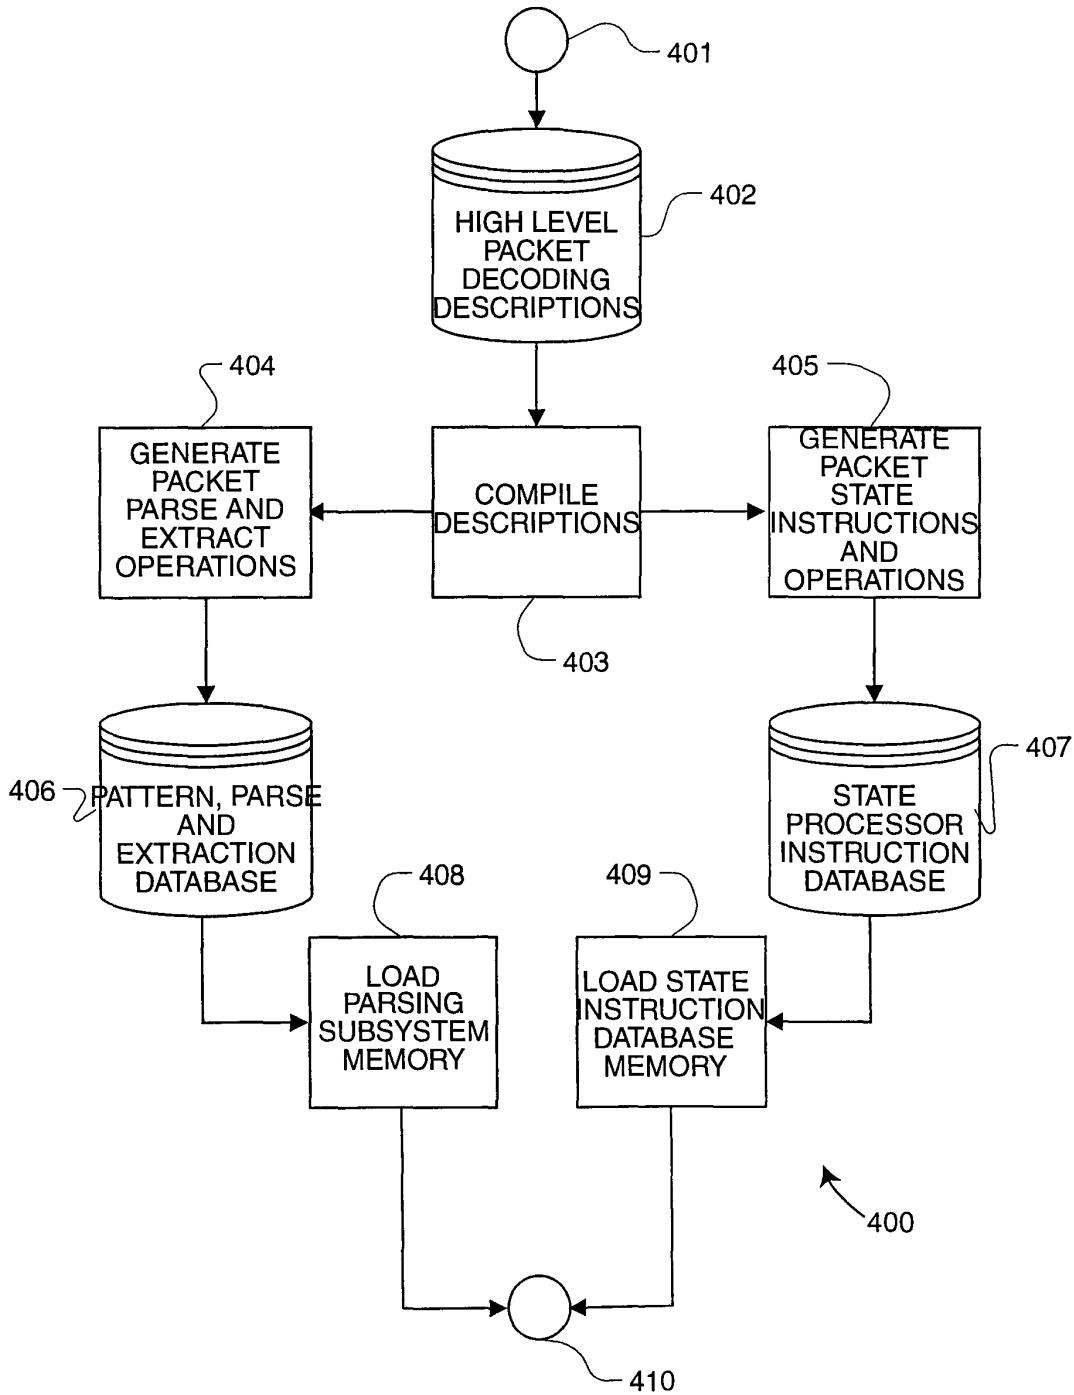 401
402
HIGH LEVEL
PACKET
DECODING
DESCRIPTIONS
404
405
GENERATE
PACKET
PARSE AND
EXTRACT
OPERATIONS
COMPILE
DESCRIPTIONS
GENERATE
PACKET
STATE
INSTRUCTIONS
AND
OPERATIONS
403
406
PATTERN, PARSE
AND
EXTRACTION
DATABASE
407
STATE
PROCESSOR
INSTRUCTION
DATABASE
408
409
LOAD
PARSING
SUBSYSTEM
MEMORY
LOAD STATE
INSTRUCTION
DATABASE
MEMORY
400
410